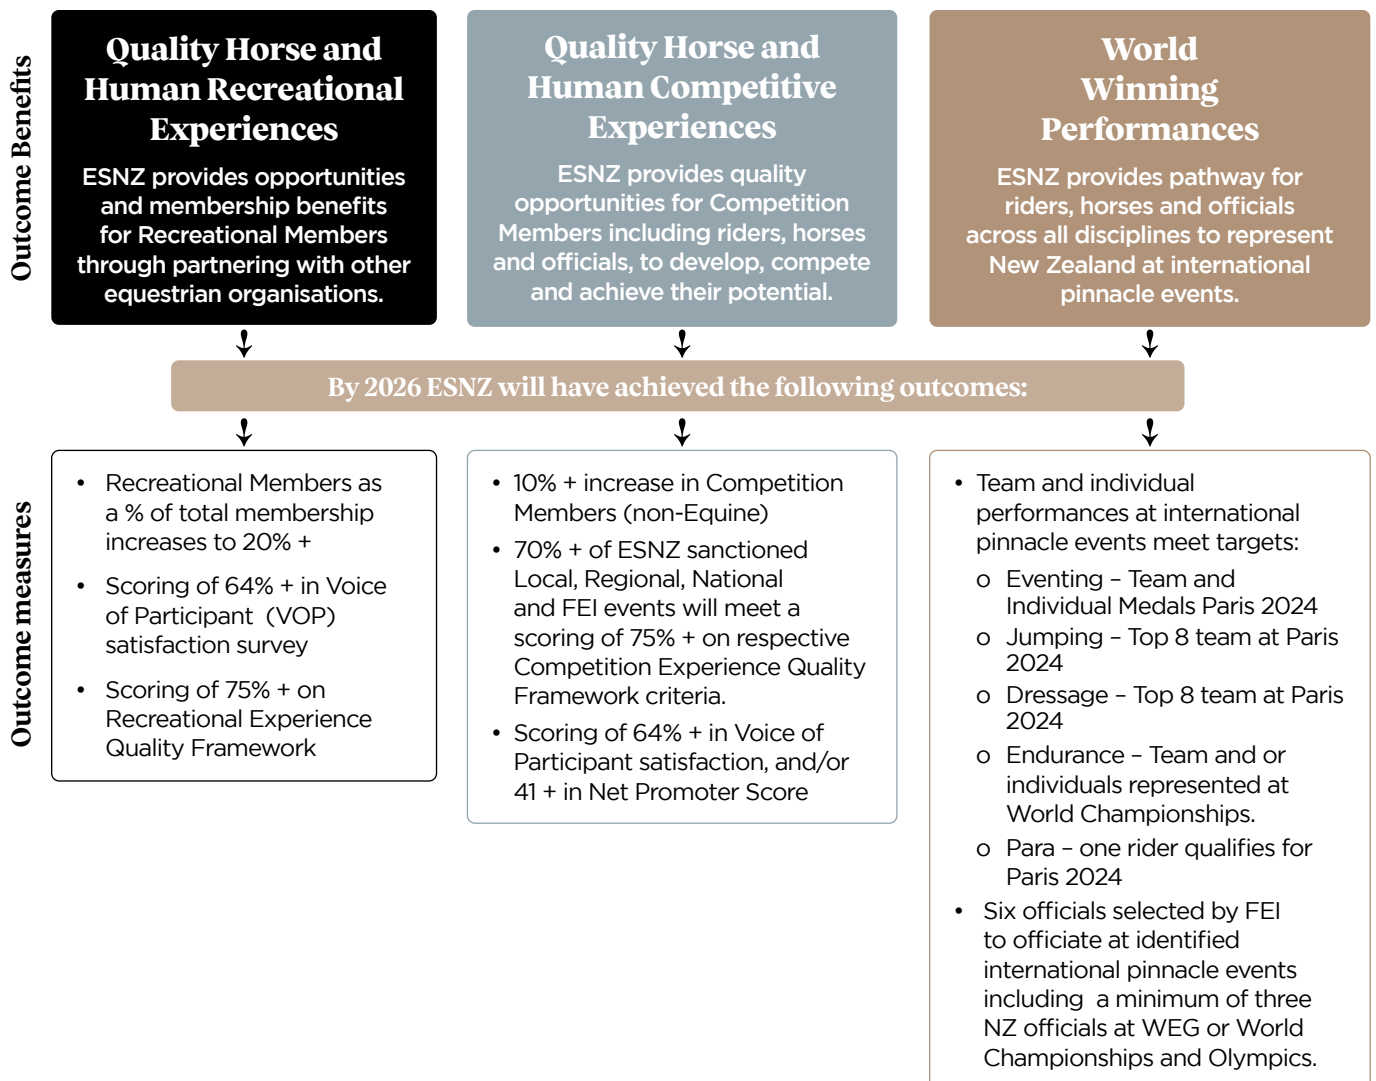 Outcome Benefits
Quality Horse and
Human Recreational
Experiences
ESNZ provides opportunities
and membership benefits
for Recreational Members
through partnering with other
equestrian organisations.
Quality Horse and
Human Competitive
Experiences
ESNZ provides quality
opportunities for Competition
Members including riders, horses
and officials, to develop, compete
and achieve their potential.
World
Winning
Performances
ESNZ provides pathway for
riders, horses and officials
across all disciplines to represent
New Zealand at international
pinnacle events.
By 2026 ESNZ will have achieved the following outcomes:
Outcome measures
• Recreational Members as
a % of total membership
increases to 20% +
• Scoring of 64% + in Voice
of Participant (VOP)
satisfaction survey
• Scoring of 75% + on
Recreational Experience
Quality Framework
• 10% + increase in Competition
Members (non-Equine)
• 70% + of ESNZ sanctioned
Local, Regional, National
and FEI events will meet a
scoring of 75% + on respective
Competition Experience Quality
Framework criteria.
• Scoring of 64% + in Voice of
Participant satisfaction, and/or
41 + in Net Promoter Score
• Team and individual
performances at international
pinnacle events meet targets:
o Eventing – Team and
Individual Medals Paris 2024
o Jumping – Top 8 team at Paris
2024
o Dressage – Top 8 team at Paris
2024
o Endurance – Team and or
individuals represented at
World Championships.
o Para – one rider qualifies for
Paris 2024
• Six officials selected by FEI
to officiate at identified
international pinnacle events
including a minimum of three
NZ officials at WEG or World
Championships and Olympics.